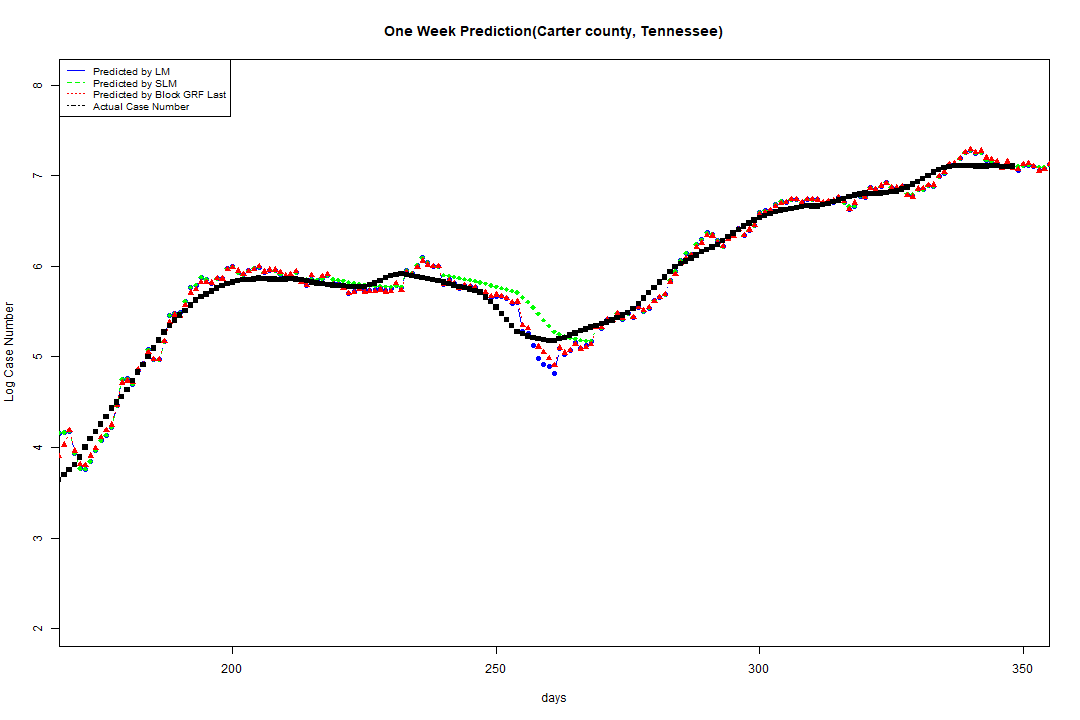 One Week Prediction(Carter county, Tennessee)
Predicted by LM
Predicted by SLM
Predicted by Block GRF Last
Actual Case Number
8
7
6
5
4
3
2
Log Case Number
200 250 300 350
days